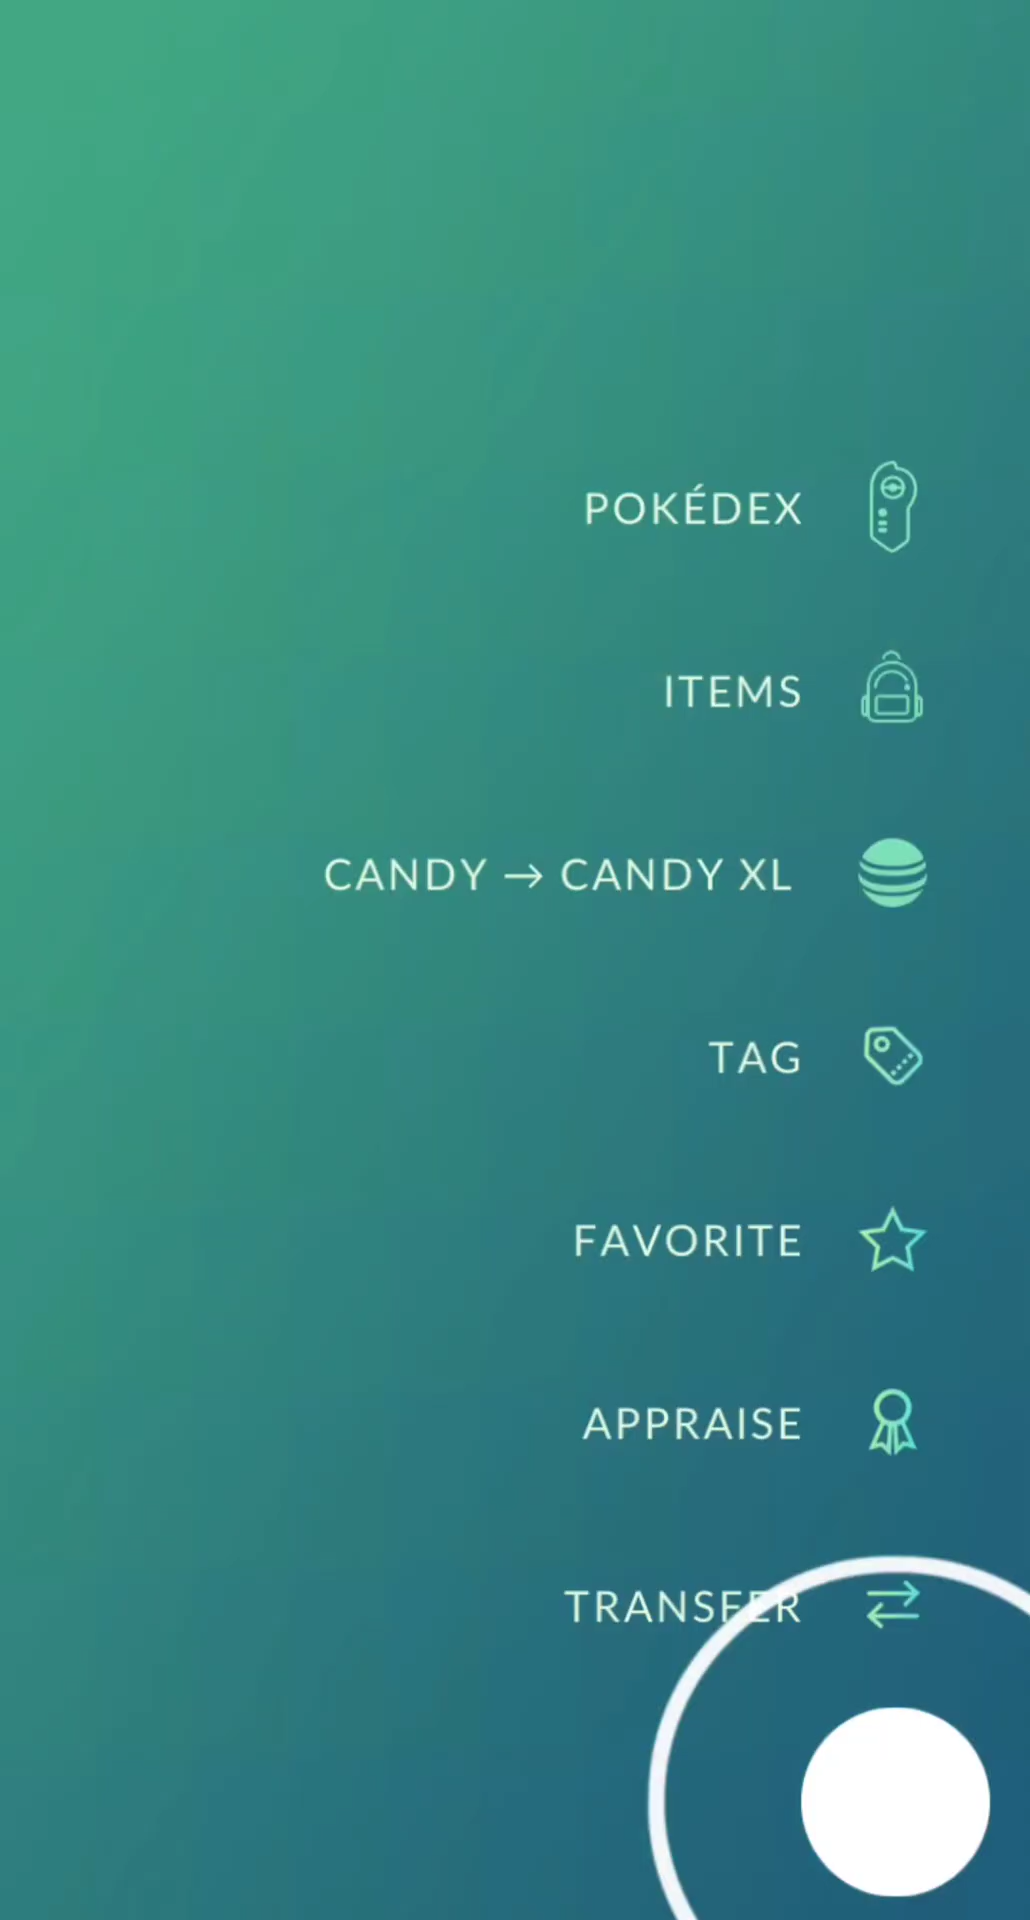 POKÉDEX
ITEMS
CANDY → CANDY XL
TAG
FAVORITE
APPRAISE
TRANSFER